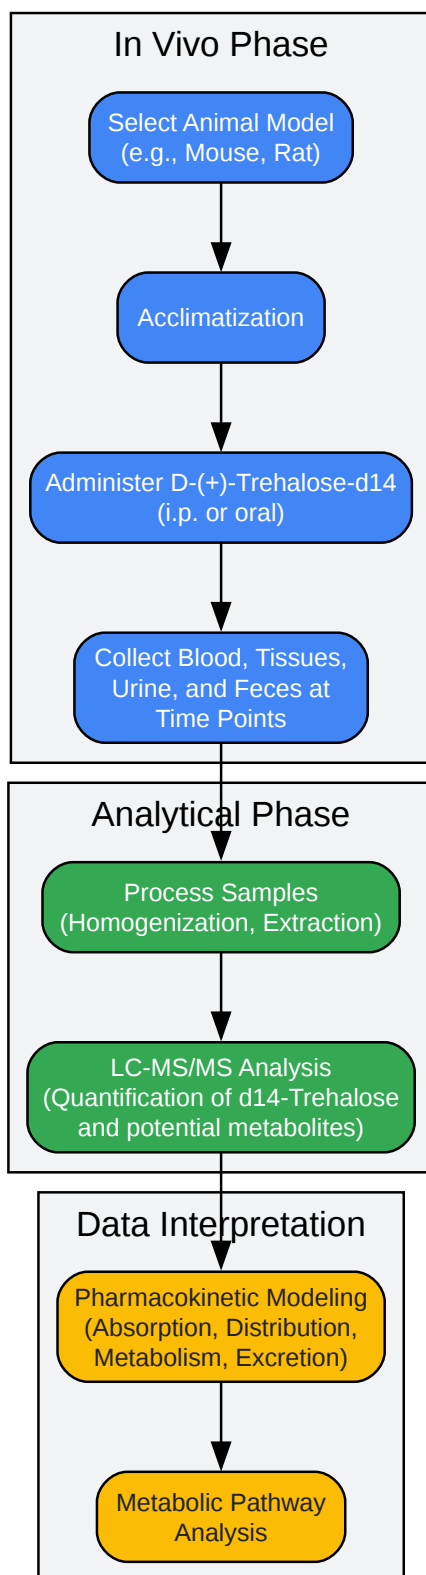 In Vivo Phase
Select Animal Model
(e.g., Mouse, Rat)
Acclimatization
Administer D-(+)-Trehalose-d14
(i.p. or oral)
Collect Blood, Tissues,
Urine, and Feces at
Time Points
Analytical Phase
Process Samples
(Homogenization, Extraction)
LC-MS/MS Analysis
(Quantification of d14-Trehalose
and potential metabolites)
Data Interpretation
Pharmacokinetic Modeling
(Absorption, Distribution,
Metabolism, Excretion)
Metabolic Pathway
Analysis